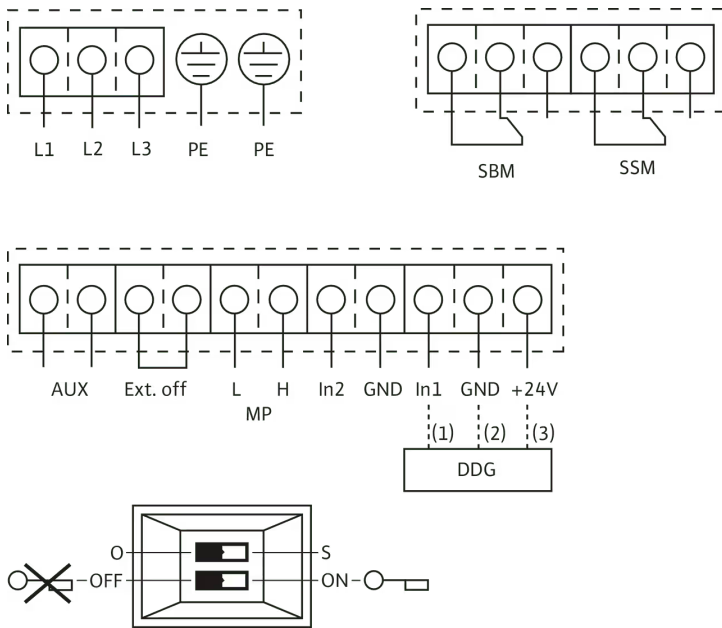 L1 L2 L3 PE PE
SBM SSM
AUX Ext. off L H In2 GND In1 GND +24V
MP
(1) (2) (3)
DDG
O S
OFF ON